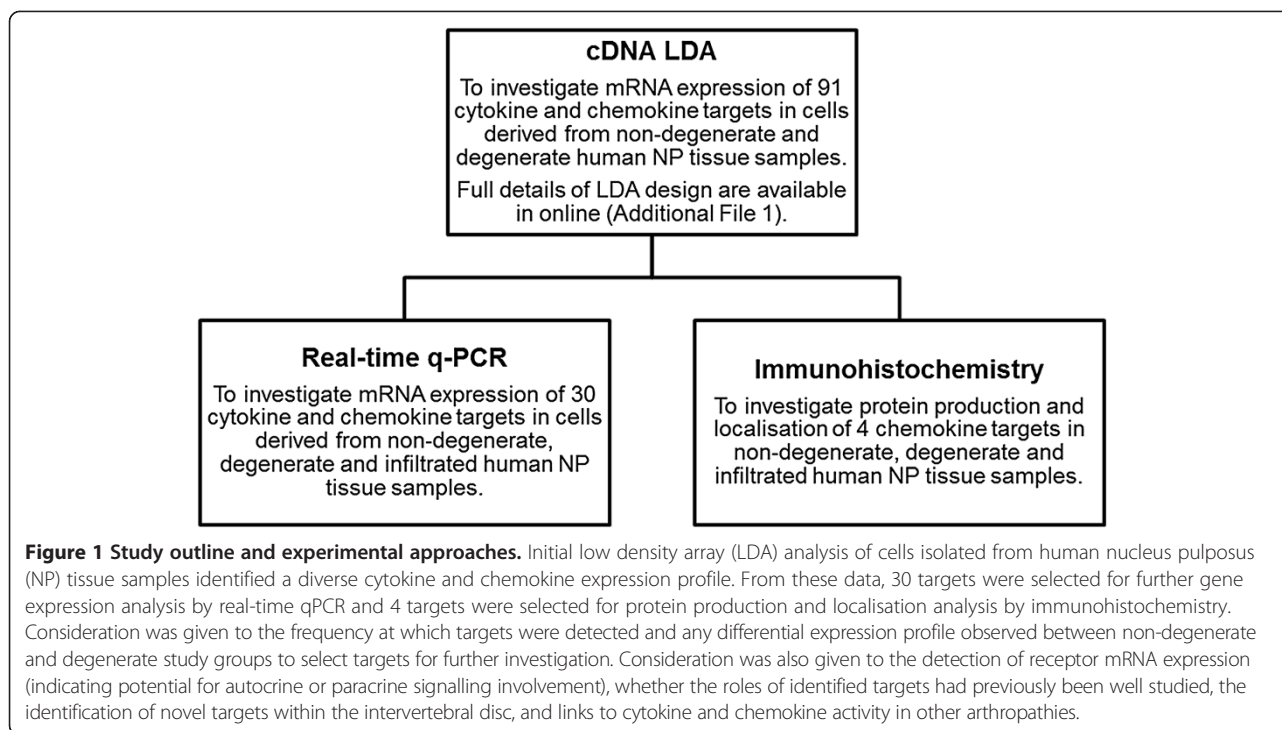 cDNA LDA
To investigate mRNA expression of 91
cytokine and chemokine targets in cells
derived from non-degenerate and
degenerate human NP tissue samples.
Full details of LDA design are available
in online (Additional File 1).
Real-time q-PCR
To investigate mRNA expression of 30
cytokine and chemokine targets in cells
derived from non-degenerate,
degenerate and infiltrated human NP
tissue samples.
Immunohistochemistry
To investigate protein production and
localisation of 4 chemokine targets in
non-degenerate, degenerate and
infiltrated human NP tissue samples.
Figure 1 Study outline and experimental approaches. Initial low density array (LDA) analysis of cells isolated from human nucleus pulposus
(NP) tissue samples identified a diverse cytokine and chemokine expression profile. From these data, 30 targets were selected for further gene
expression analysis by real-time qPCR and 4 targets were selected for protein production and localisation analysis by immunohistochemistry.
Consideration was given to the frequency at which targets were detected and any differential expression profile observed between non-degenerate
and degenerate study groups to select targets for further investigation. Consideration was also given to the detection of receptor mRNA expression
(indicating potential for autocrine or paracrine signalling involvement), whether the roles of identified targets had previously been well studied, the
identification of novel targets within the intervertebral disc, and links to cytokine and chemokine activity in other arthropathies.